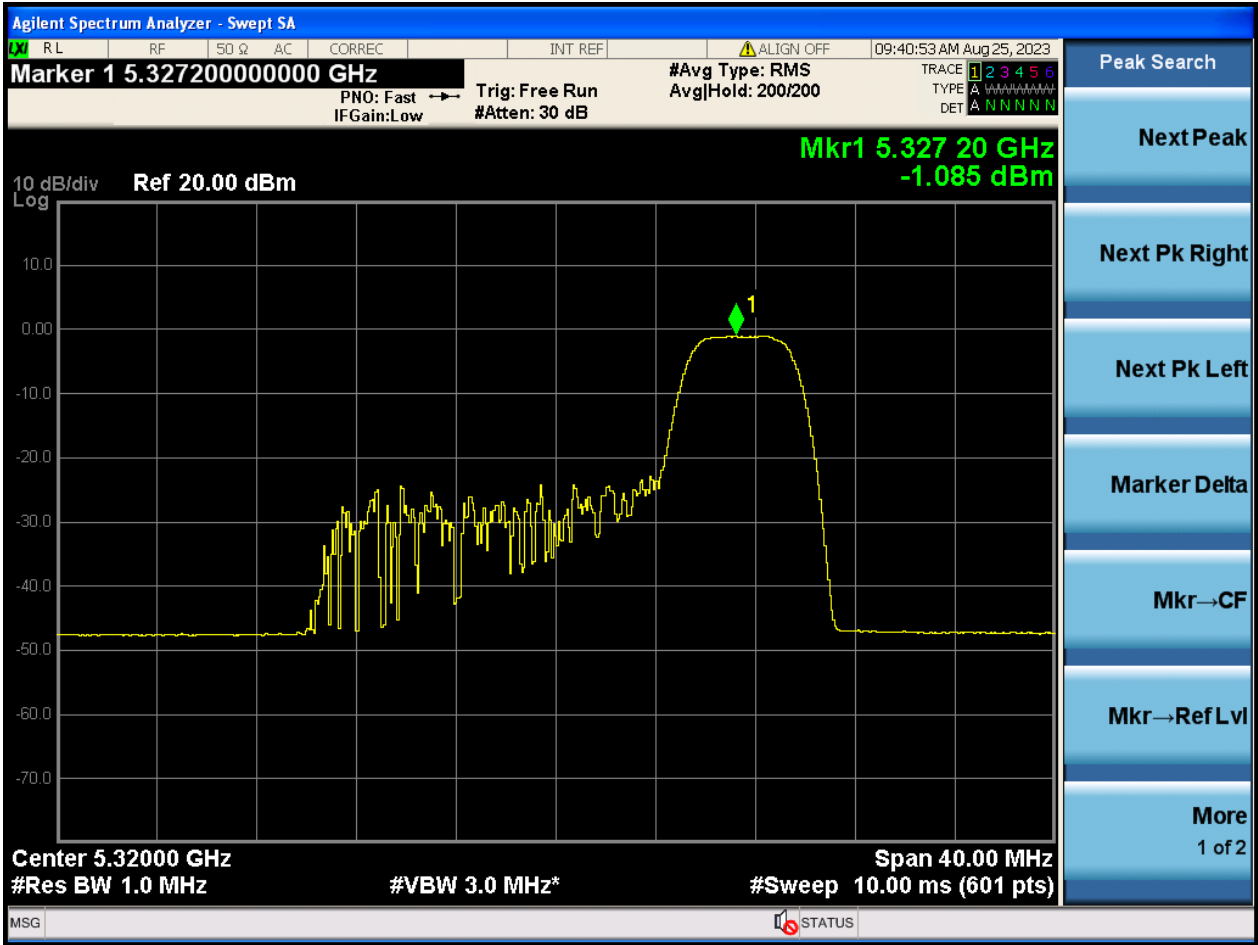 Agilent Spectrum Analyzer - Swept SA
LXI RL RF 50 Ω AC CORREC INT REF ALIGN OFF 09:40:53 AM Aug 25, 2023
Marker 1 5.327200000000 GHz
PNO: Fast
IFGain:Low
Trig: Free Run
#Atten: 30 dB
#Avg Type: RMS
Avg|Hold: 200/200
TRACE 1 2 3 4 5 6
TYPE A WWWWW
DET A N N N N N
Mkr1 5.327 20 GHz
-1.085 dBm
10 dB/div Ref 20.00 dBm
Log
10.0
0.00
-10.0
-20.0
-30.0
-40.0
-50.0
-60.0
-70.0
1
Center 5.32000 GHz
Span 40.00 MHz
#Res BW 1.0 MHz
#VBW 3.0 MHz*
#Sweep 10.00 ms (601 pts)
MSG
STATUS
Peak Search
Next Peak
Next Pk Right
Next Pk Left
Marker Delta
Mkr→CF
Mkr→Ref Lvl
More
1 of 2